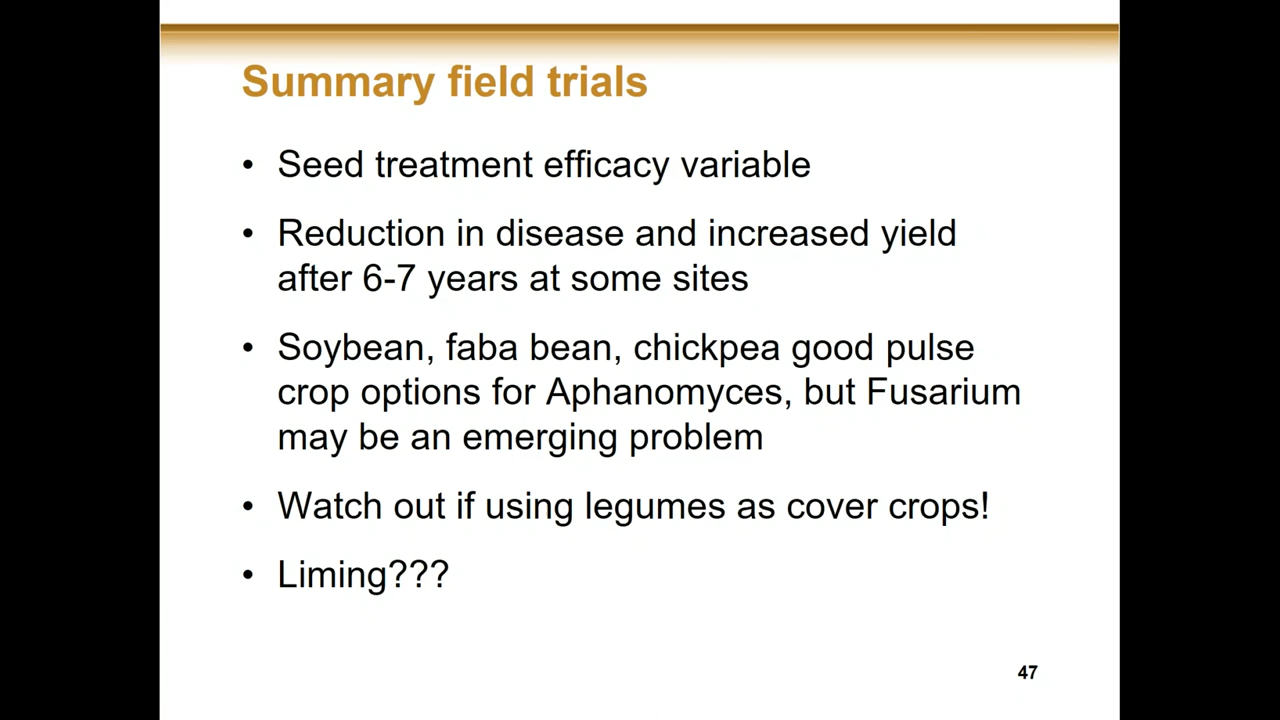 Summary field trials
• Seed treatment efficacy variable
• Reduction in disease and increased yield
after 6-7 years at some sites
• Soybean, faba bean, chickpea good pulse
crop options for Aphanomyces, but Fusarium
may be an emerging problem
• Watch out if using legumes as cover crops!
• Liming???
47